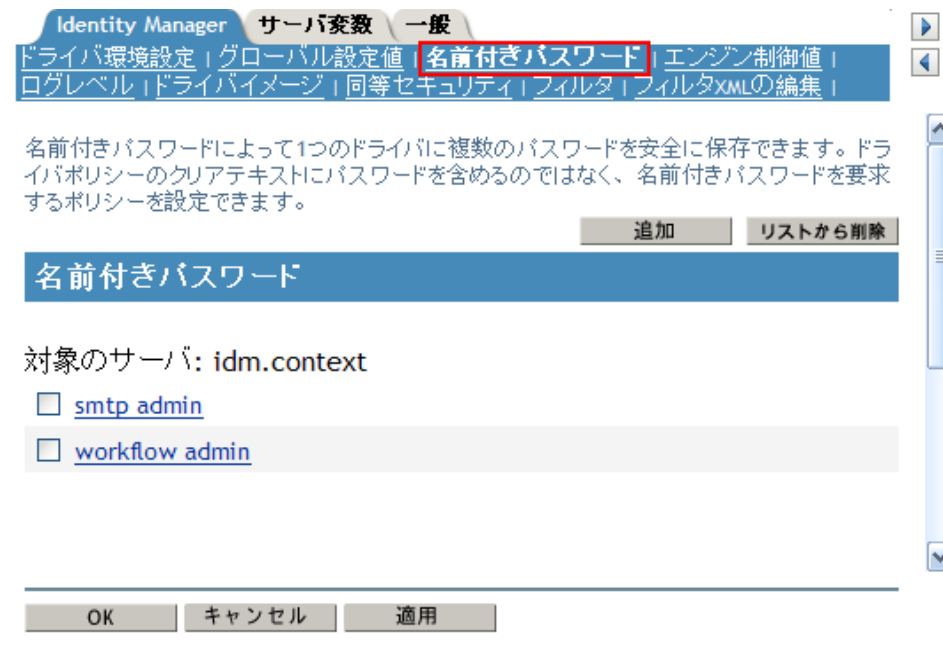 Identity Manager サーバ変数 一般
ドライバ環境設定 | グローバル設定値 | 名前付きパスワード | エンジン制御値 |
ログレベル | ドライバイメージ | 同等セキュリティ | フィルタ | フィルタXMLの編集 |
名前付きパスワードによって1つのドライバに複数のパスワードを安全に保存できます。ドラ
イバポリシーのクリアテキストにパスワードを含めるのではなく、名前付きパスワードを要求
するポリシーを設定できます。
追加 リストから削除
名前付きパスワード
対象のサーバ: idm.context
smtp admin
workflow admin
OK キャンセル 適用